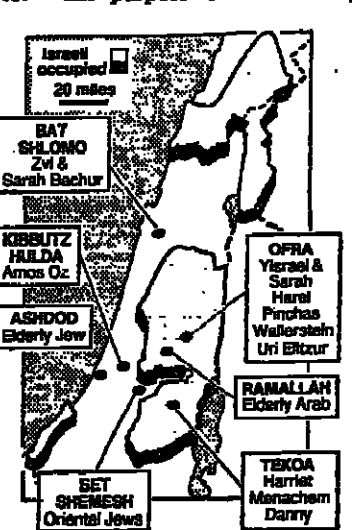 Israeli
occupied
20 miles
BAT
SHLOMO
Zvi &
Sarah Bachur
KIBBUTZ
HULDA
Amos Oz
ASHDOD
Elderly Jew
BET
SHEMESH
Oriental Jews
OFRA
Yisrael &
Sarah
Harel
Pinchas
Wallerstein
Uri Elitzur
RAMALLAH
Elderly Arab
TEKOA
Harriet
Menachem
Danny